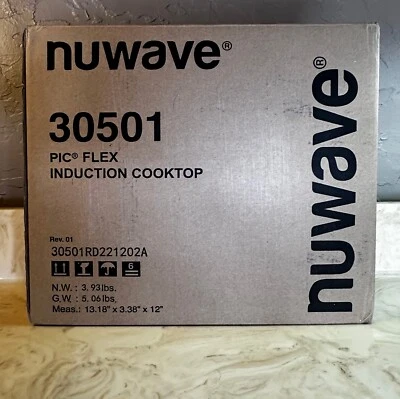 nuwave®
30501
PIC® FLEX
INDUCTION COOKTOP
Rev. 01
30501RD221202A
6
N.W.: 3.93lbs.
G.W.: 5.06lbs.
Meas.: 13.18" x 3.38" x 12"
nuwave®